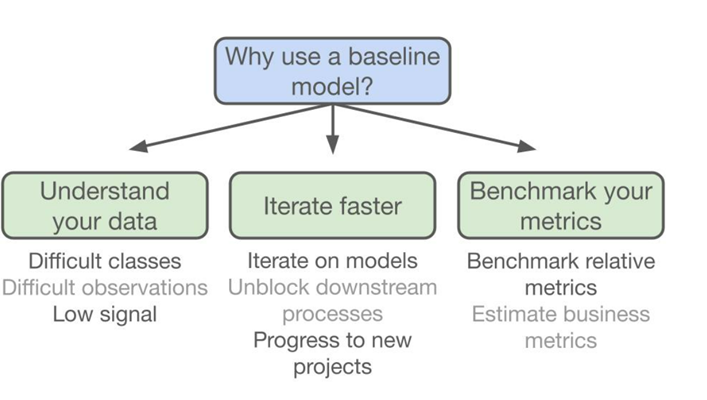 Why use a baseline
model?
Understand
your data
Iterate faster
Benchmark your
metrics
Difficult classes
Difficult observations
Low signal
Iterate on models
Unblock downstream
processes
Progress to new
projects
Benchmark relative
metrics
Estimate business
metrics